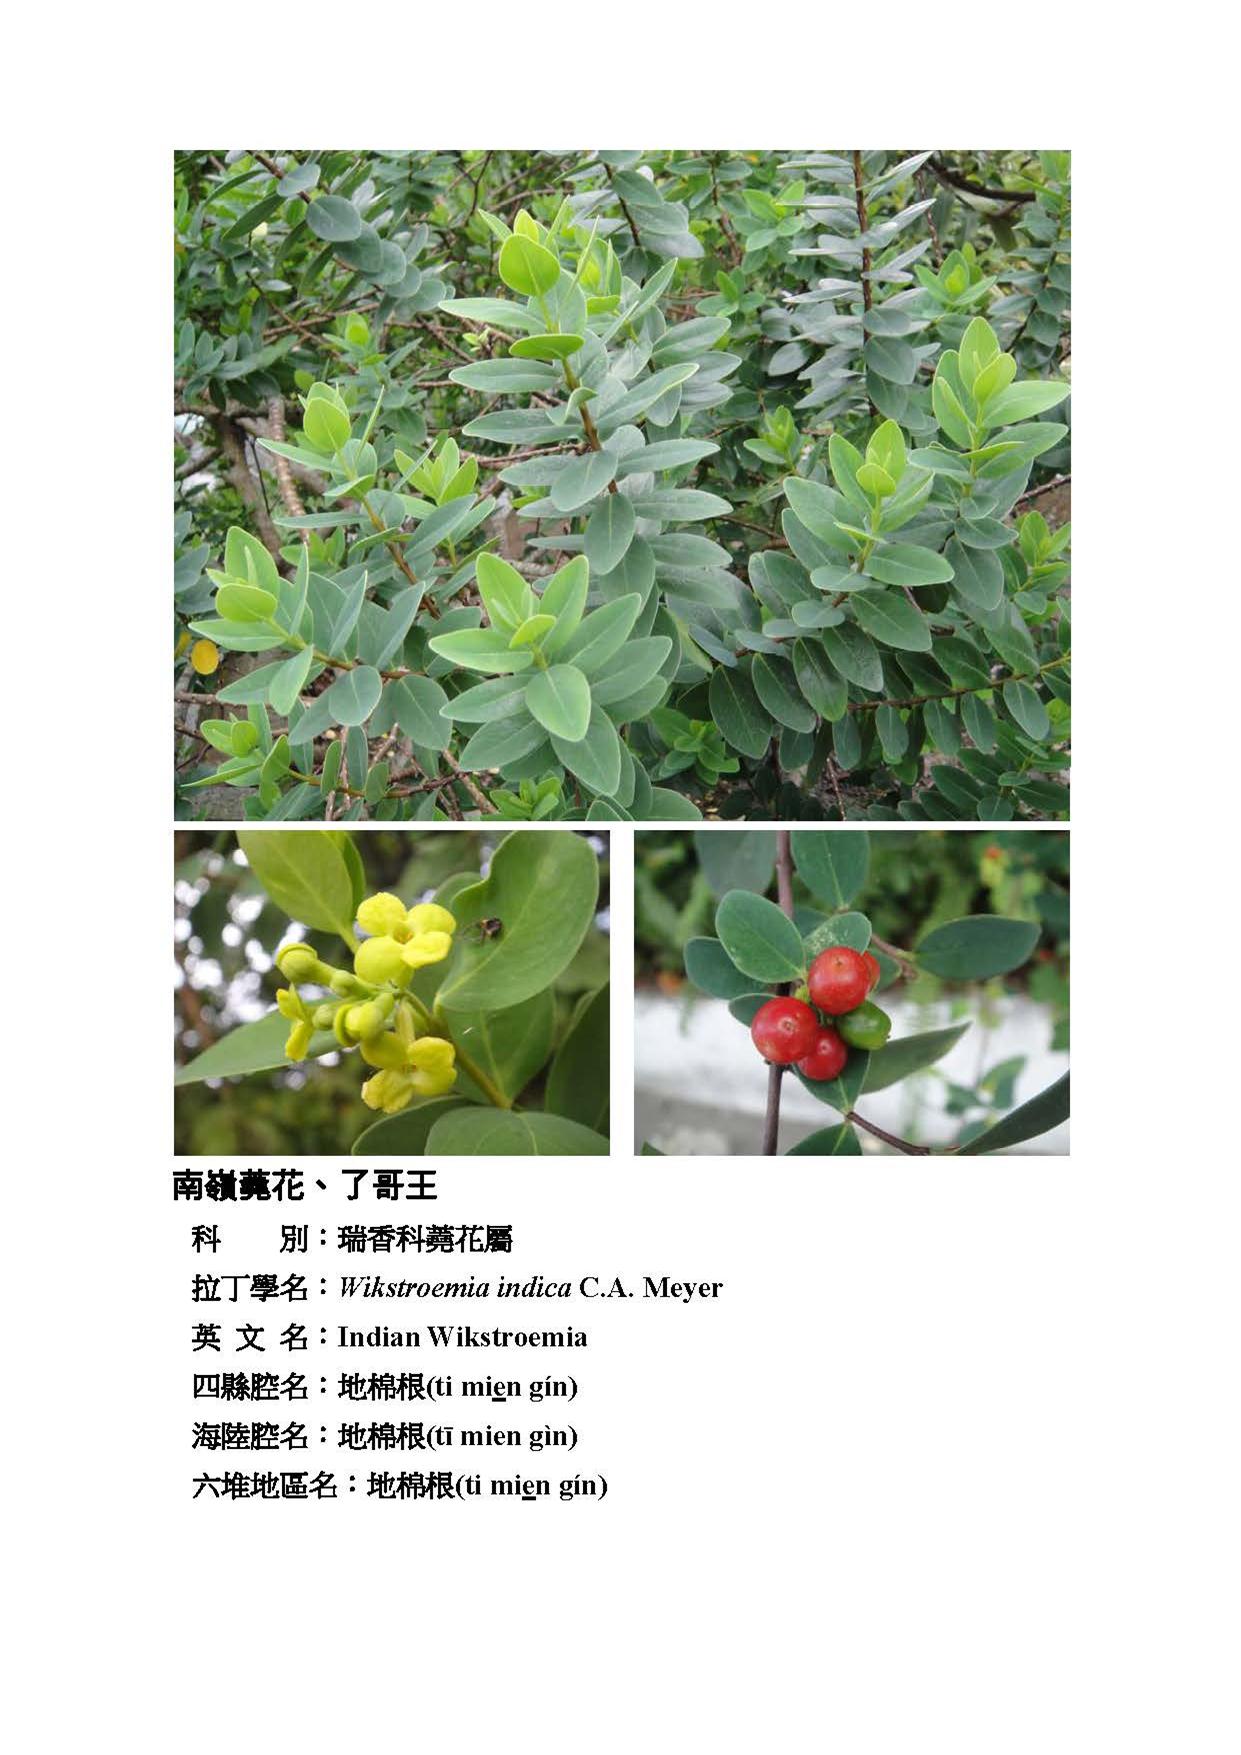 南嶺蕘花、了哥王
科　　別：瑞香科蕘花屬
拉丁學名：Wikstroemia indica C.A. Meyer
英 文 名：Indian Wikstroemia
四縣腔名：地棉根(ti mien gín)
海陸腔名：地棉根(tī mien gìn)
六堆地區名：地棉根(ti mien gín)